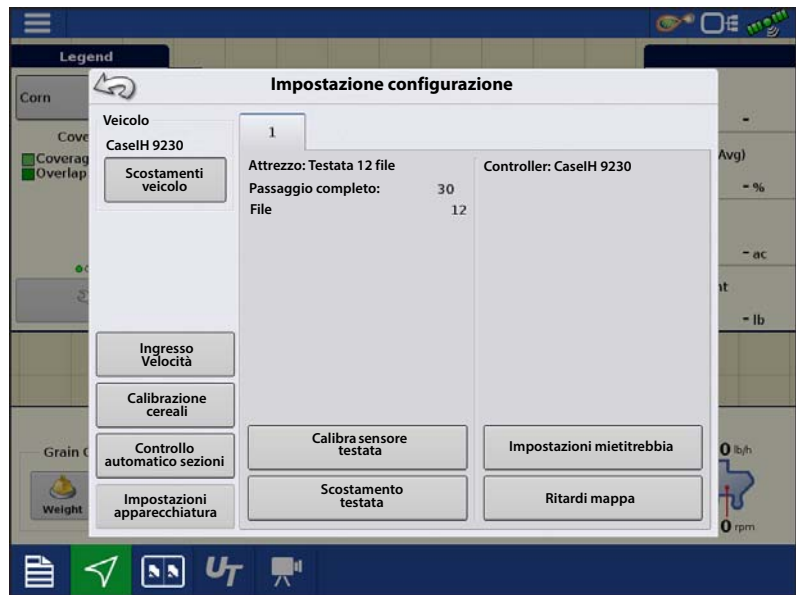 Legend
Impostazione configurazione
Corn
Coverag
Overlap
Veicolo
CaseIH 9230
Scostamenti
veicolo
Ingresso
Velocità
Calibrazione
cereali
Controllo
automatico sezioni
Impostazioni
apparecchiatura
1
Attrezzo: Testata 12 file
Passaggio completo: 30
File 12
Calibra sensore
testata
Scostamento
testata
Controller: CaseIH 9230
Impostazioni mietitrebbia
Ritardi mappa
-
Avg)
- %
- ac
nt
- lb
Grain
Weight
0 lb/h
0 rpm
UT